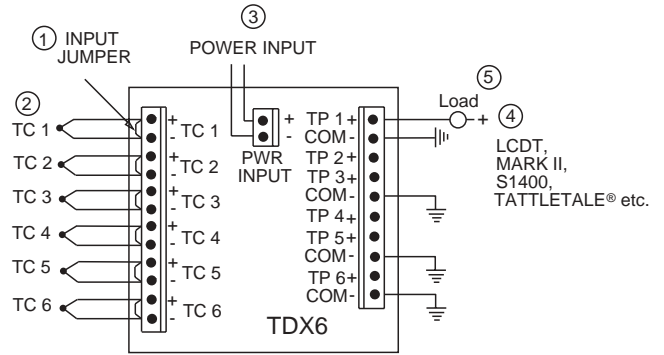 ③
① INPUT JUMPER
POWER INPUT
⑤
Load
+
④
LCDT,
MARK II,
S1400,
TATTLETALE® etc.
②
TC 1
TC 2
TC 3
TC 4
TC 5
TC 6
+
-
TC 1
+
-
TC 2
+
-
TC 3
+
-
TC 4
+
-
TC 5
+
-
TC 6
+
-
PWR
INPUT
TP 1+
COM-
TP 2+
TP 3+
COM-
TP 4+
TP 5+
COM-
TP 6+
COM-
TDX6